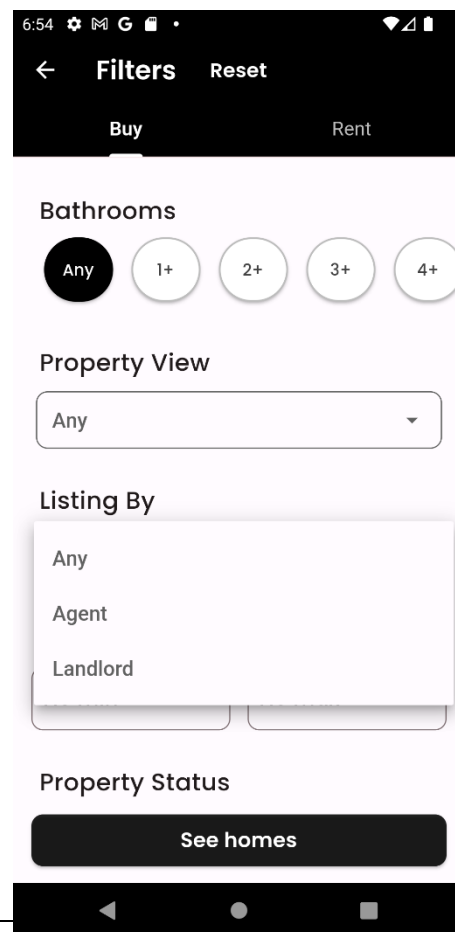 6:54 G
Filters Reset
Buy Rent
Bathrooms
Any 1+ 2+ 3+ 4+
Property View
Any
Listing By
Any
Agent
Landlord
Property Status
See homes